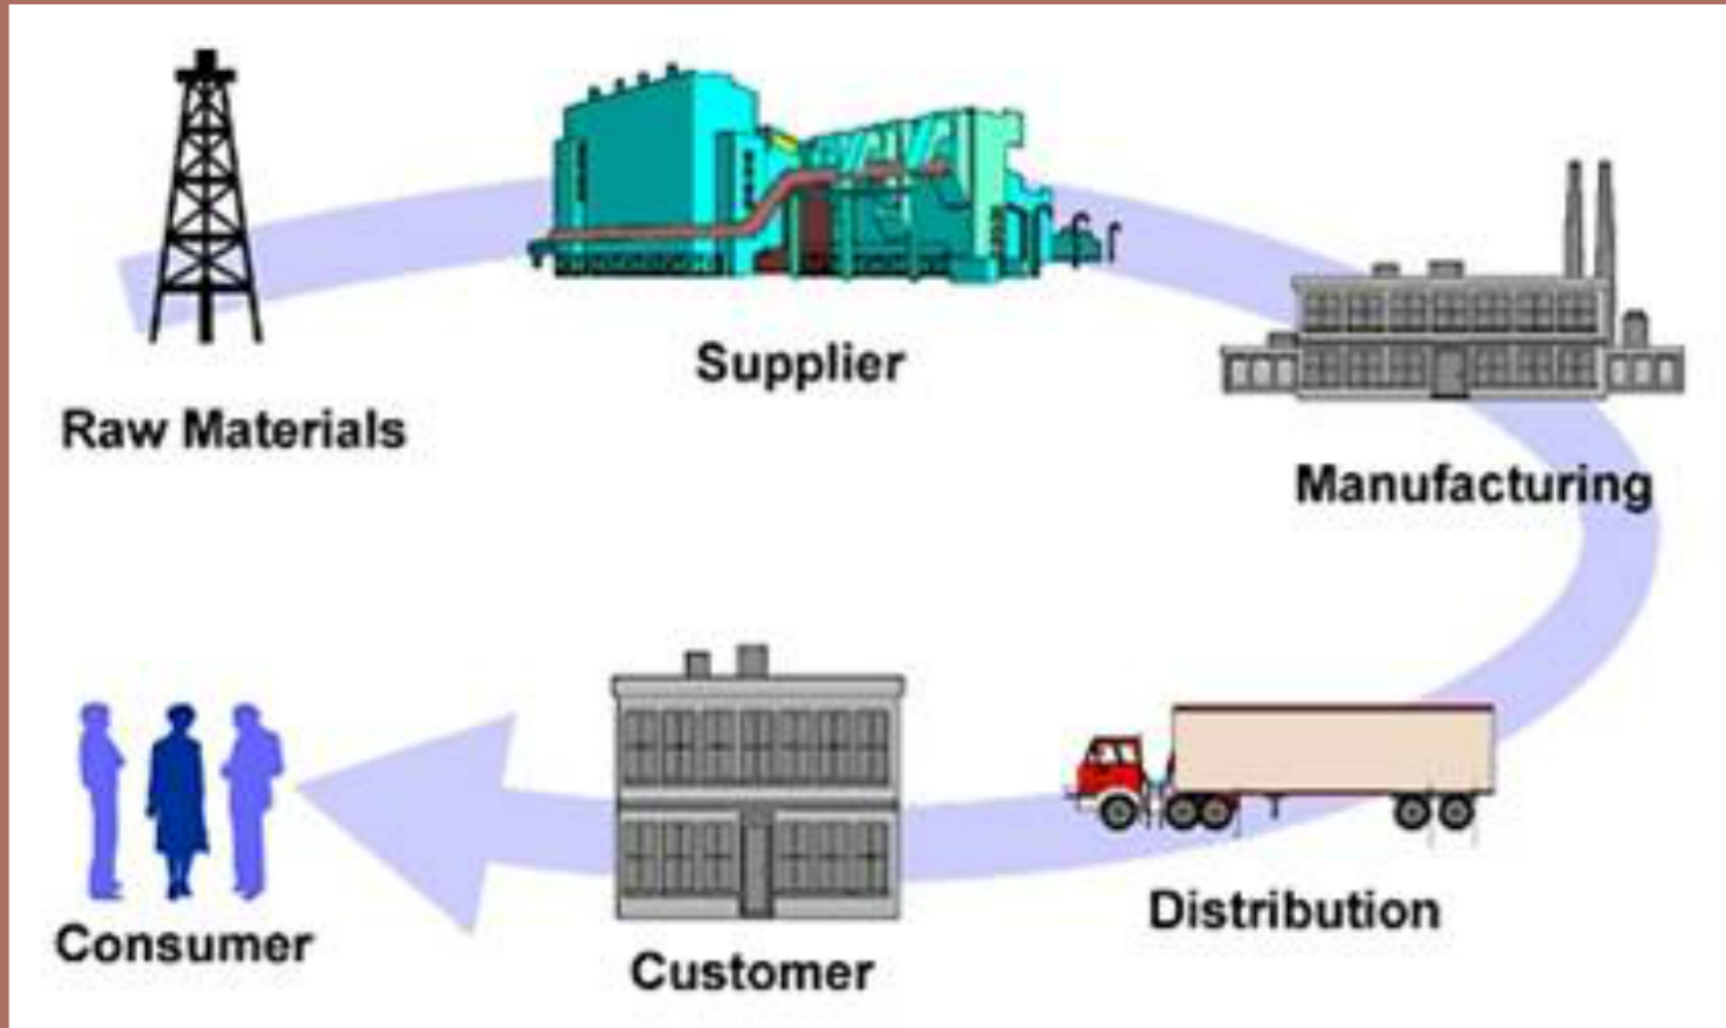 Raw Materials
Supplier
Manufacturing
Distribution
Customer
Consumer